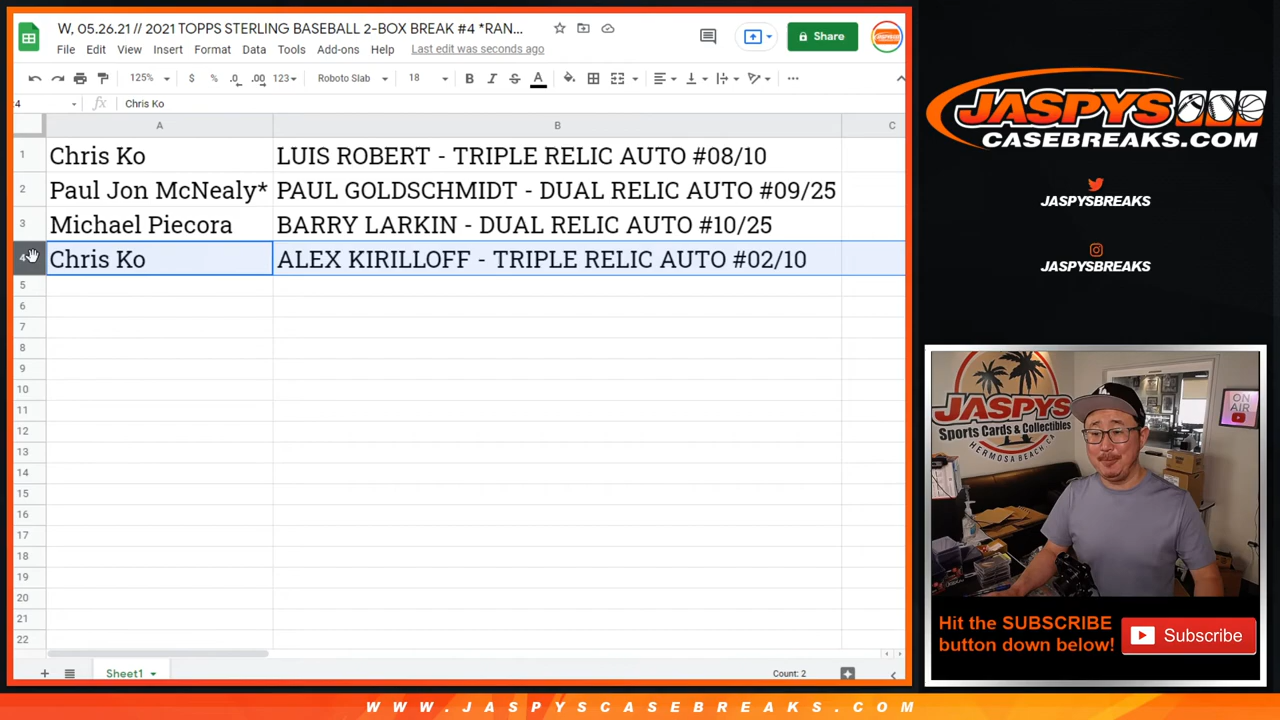 W, 05.26.21 // 2021 TOPPS STERLING BASEBALL 2-BOX BREAK #4 *RAN...
File Edit View Insert Format Data Tools Add-ons Help Last edit was seconds ago
Share
125% $ % .0 .00 123 Roboto Slab 18 B I S A
4 fx Chris Ko
A B C
1 Chris Ko LUIS ROBERT - TRIPLE RELIC AUTO #08/10
2 Paul Jon McNealy* PAUL GOLDSCHMIDT - DUAL RELIC AUTO #09/25
3 Michael Piecora BARRY LARKIN - DUAL RELIC AUTO #10/25
4 Chris Ko ALEX KIRILLOFF - TRIPLE RELIC AUTO #02/10
5
6
7
8
9
10
11
12
13
14
15
16
17
18
19
20
21
22
Sheet1 Count: 2
JASPYS
CASEBREAKS.COM
JASPYSBREAKS
JASPYSBREAKS
JASPYS
Sports Cards & Collectibles
HERMOSA BEACH, CA
ON
AIR
LA
Hit the SUBSCRIBE
button down below!
Subscribe
WWW.JASPYSCASEBREAKS.COM